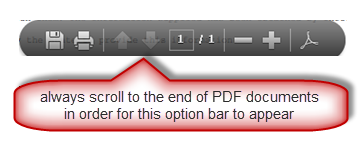 1 / 1
always scroll to the end of PDF documents
in order for this option bar to appear